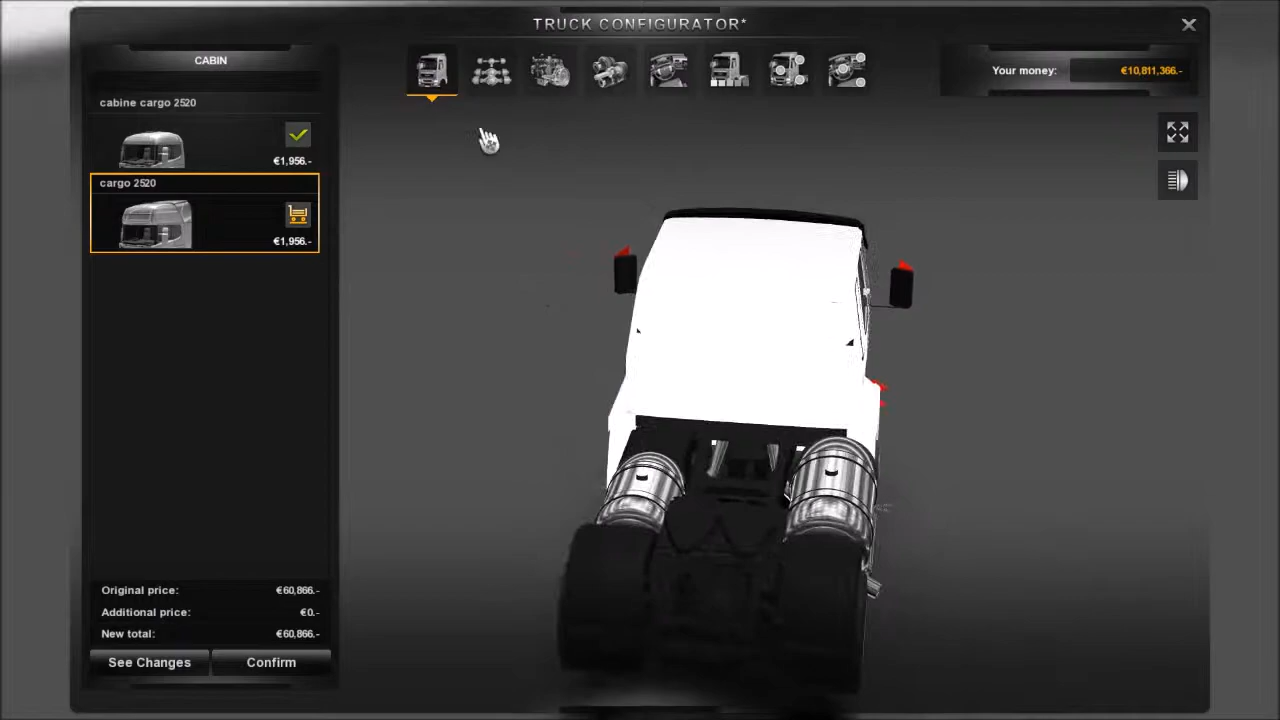 TRUCK CONFIGURATOR*
CABIN
Your money: €10,811,366.-
cabine cargo 2520
€1,956.-
cargo 2520
€1,956.-
Original price: €60,866.-
Additional price: €0.-
New total: €60,866.-
See Changes Confirm